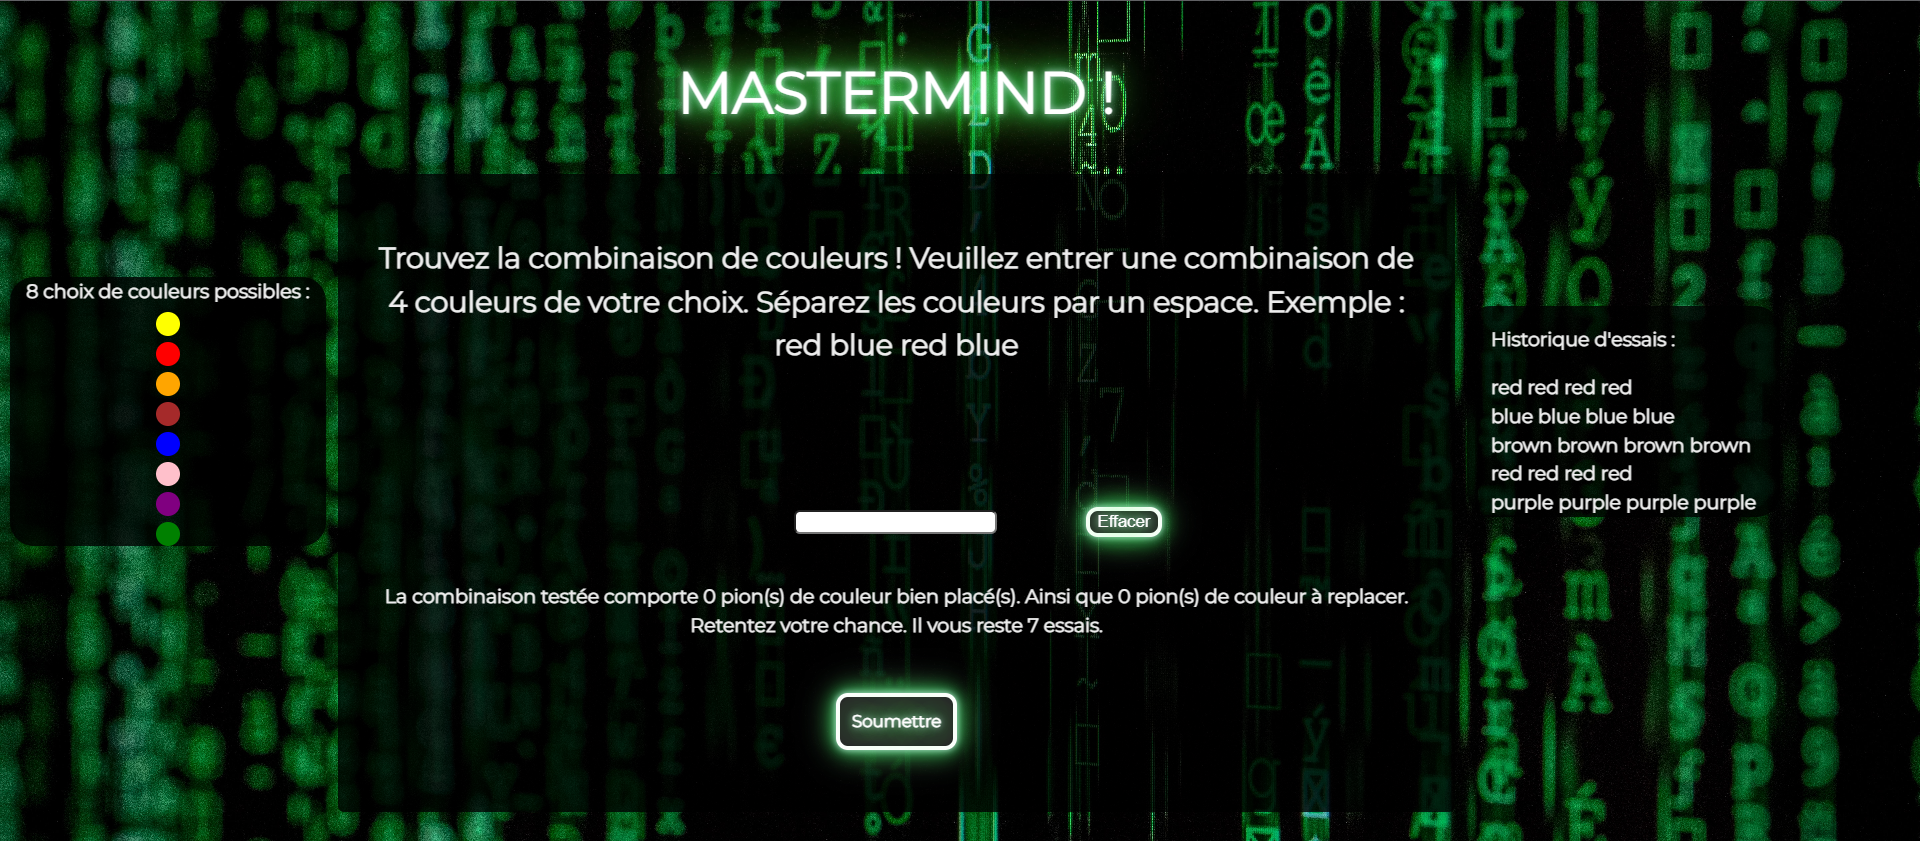 MASTERMIND !
8 choix de couleurs possibles :
Trouvez la combinaison de couleurs ! Veuillez entrer une combinaison de
4 couleurs de votre choix. Séparez les couleurs par un espace. Exemple :
red blue red blue
Effacer
La combinaison testée comporte 0 pion(s) de couleur bien placé(s). Ainsi que 0 pion(s) de couleur à replacer.
Retentez votre chance. Il vous reste 7 essais.
Soumettre
Historique d'essais :
red red red red
blue blue blue blue
brown brown brown brown
red red red red
purple purple purple purple